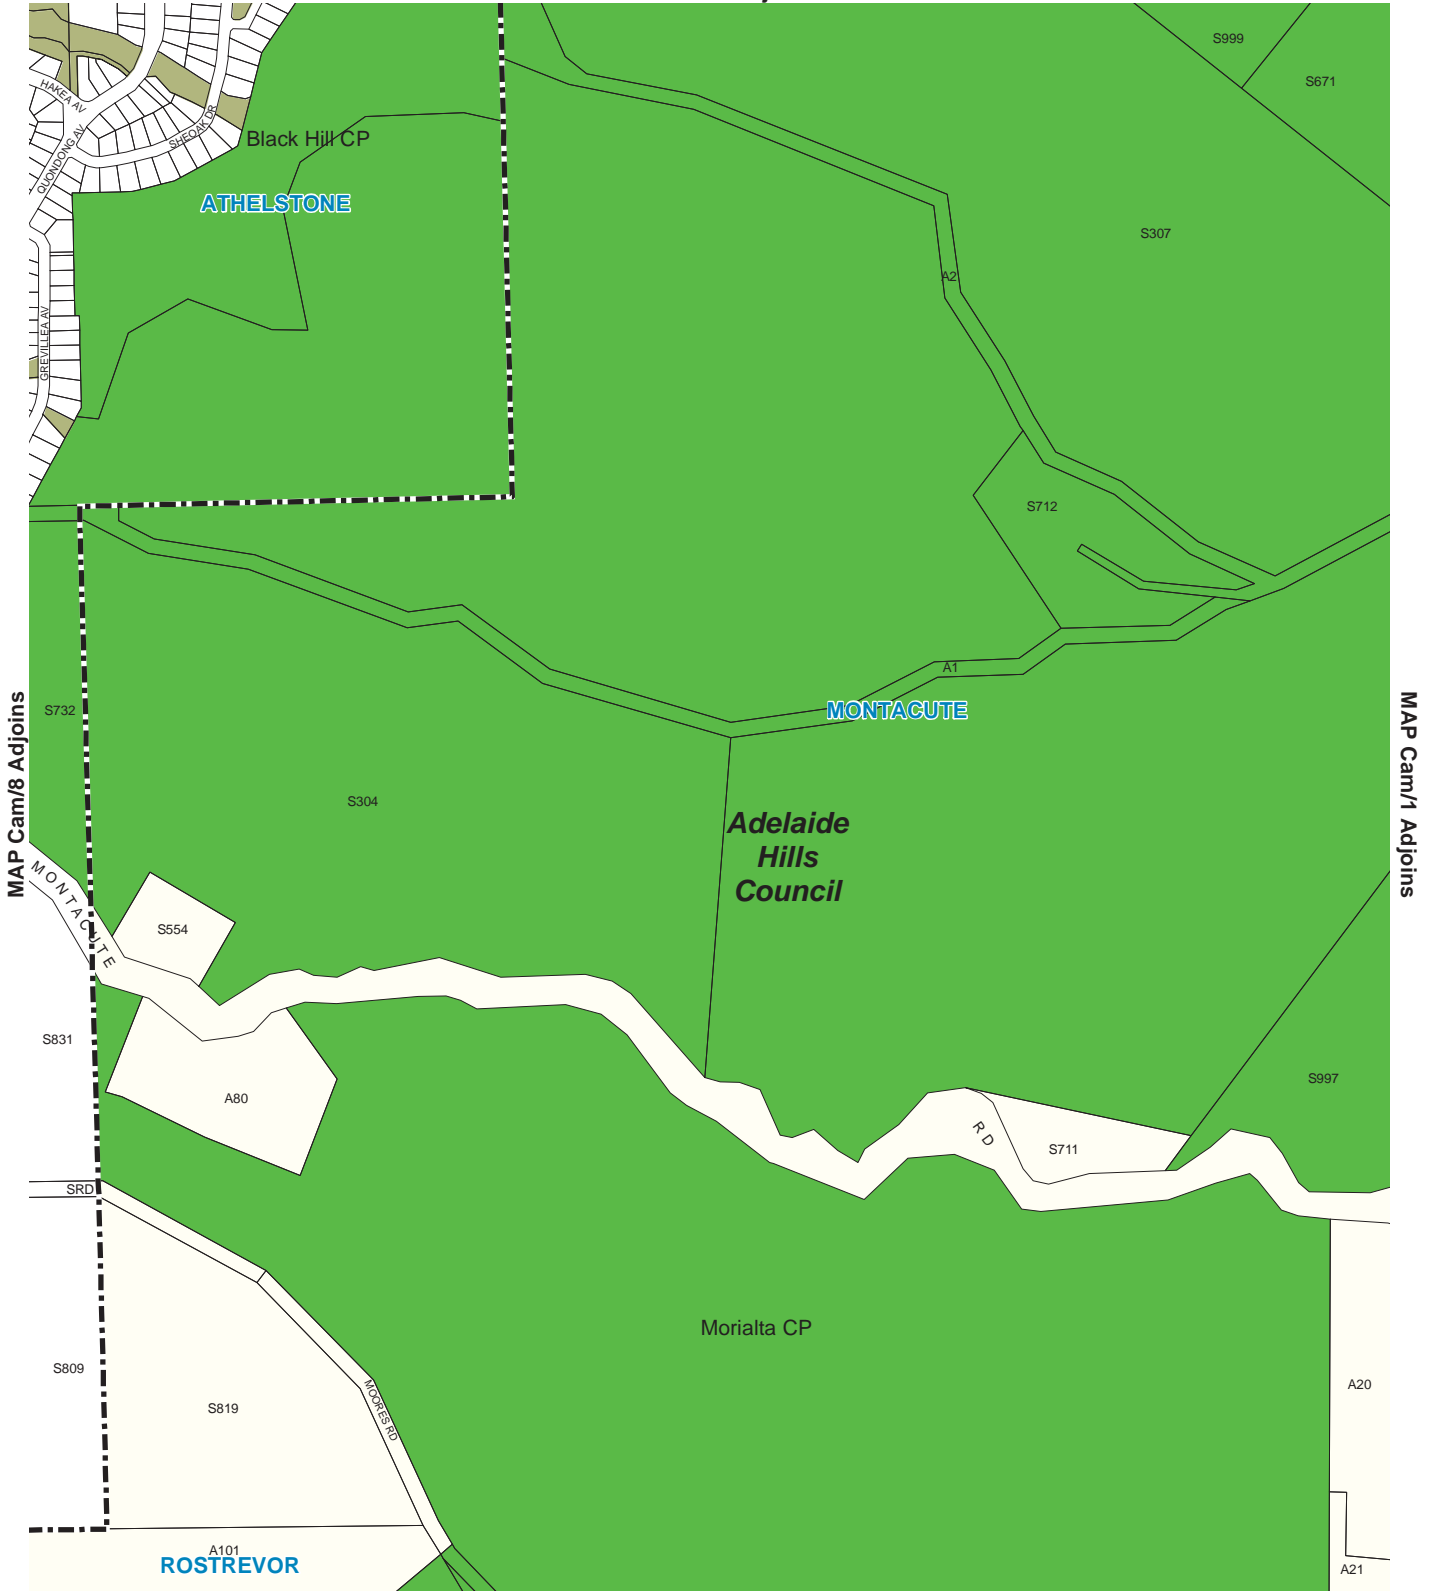 S999
S671
HAKEA AV
SHEOAK DR
QUONDONG AV
Black Hill CP
ATHELSTONE
S307
A2
GREVILLEA AV
S712
A1
MONTACUTE
S732
MAP Cam/8 Adjoins
MAP Cam/1 Adjoins
S304
Adelaide
Hills
Council
MONTACUTE
S554
S831
A80
S997
RD
S711
SRD
Morialta CP
S809
S819
MOORES RD
A20
A101
ROSTREVOR
A21